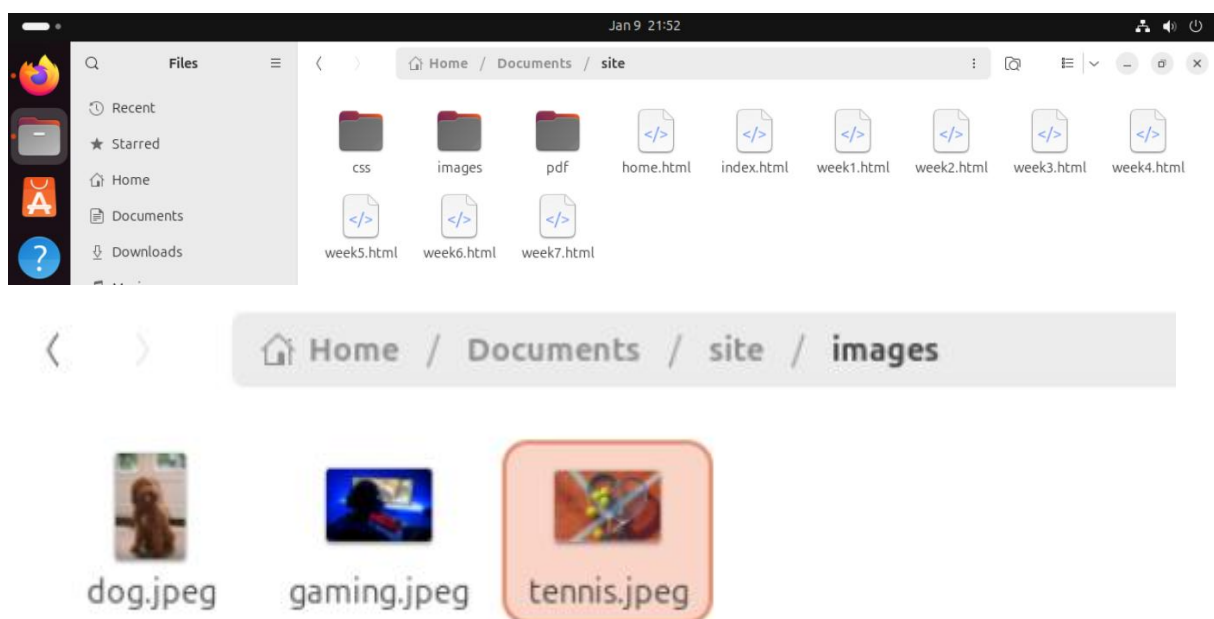 Jan 9 21:52
Files
Home / Documents / site
Recent
Starred
Home
Documents
Downloads
css images pdf home.html index.html week1.html week2.html week3.html week4.html
week5.html week6.html week7.html
Home / Documents / site / images
dog.jpeg gaming.jpeg tennis.jpeg